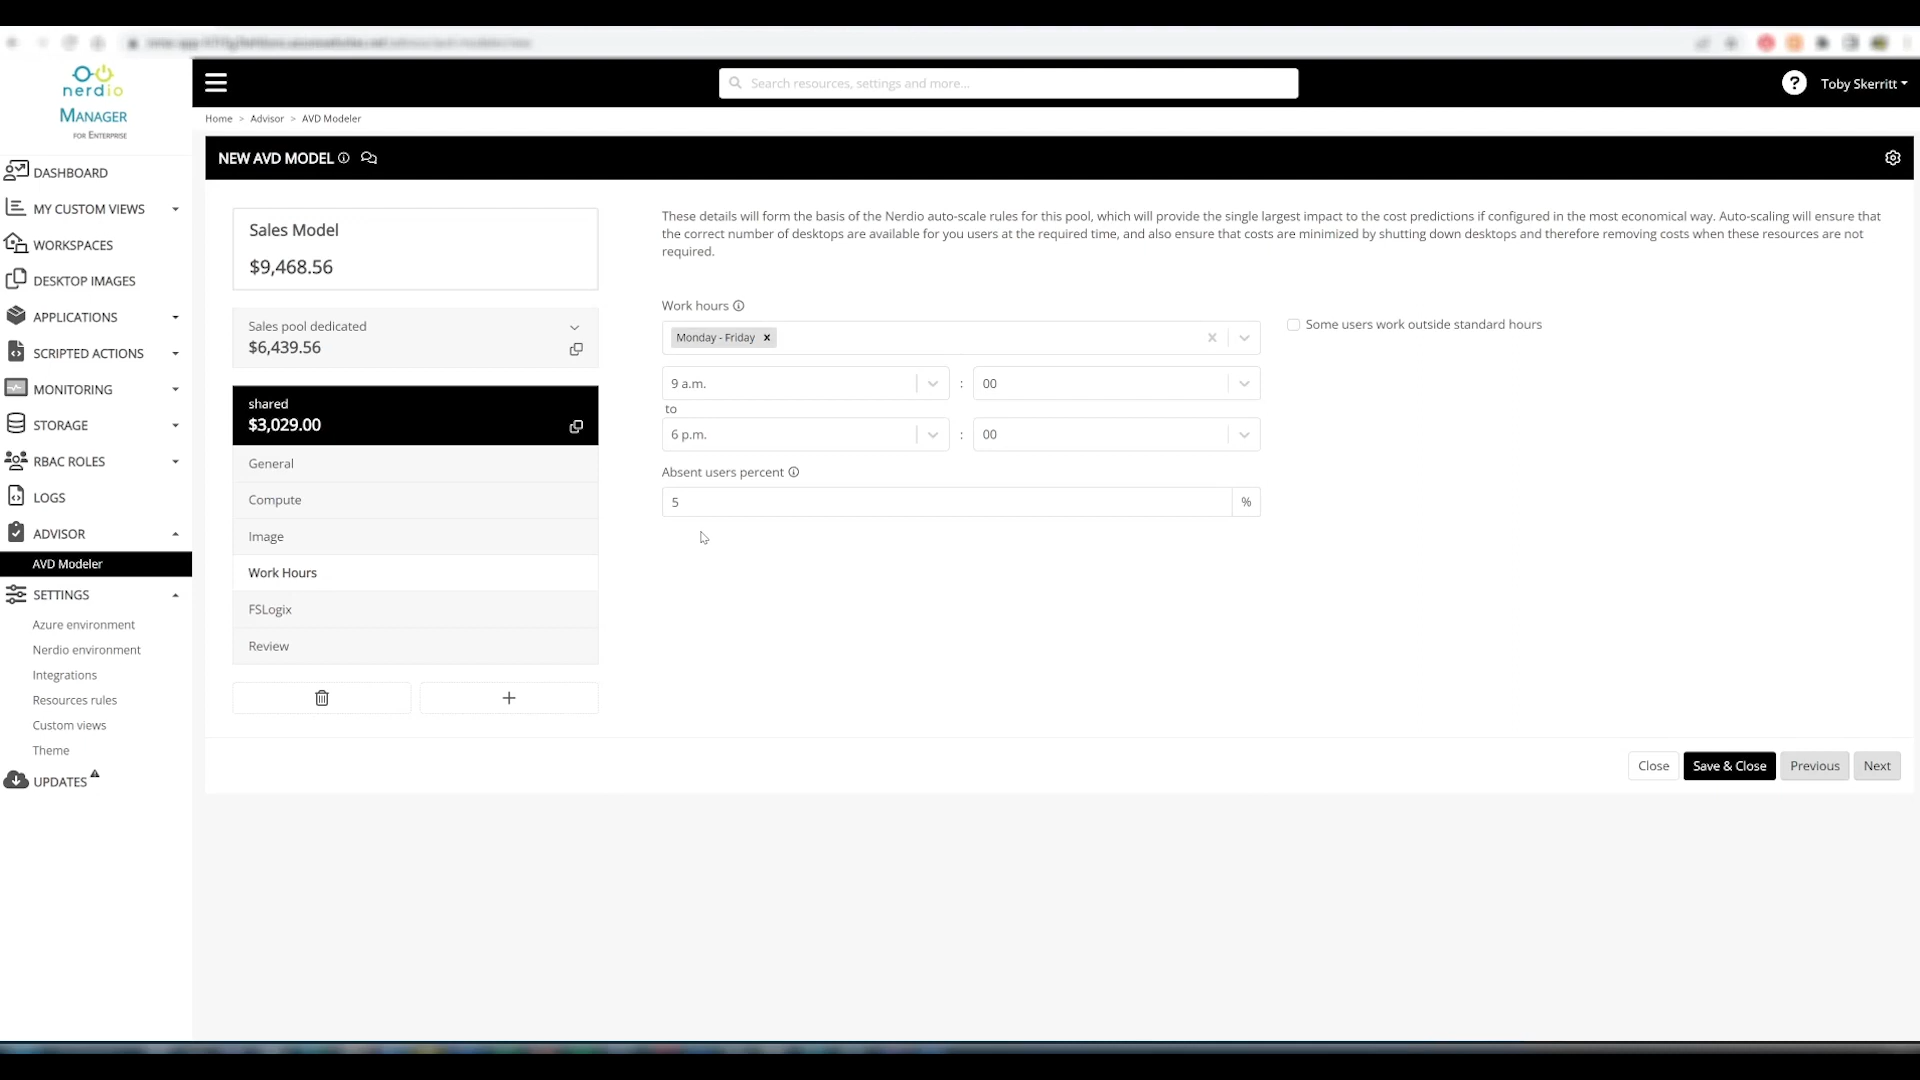 nerdio
MANAGER
FOR ENTERPRISE
Search resources, settings and more...
?
Toby Skerritt
Home > Advisor > AVD Modeler
NEW AVD MODEL
DASHBOARD
MY CUSTOM VIEWS
WORKSPACES
DESKTOP IMAGES
APPLICATIONS
SCRIPTED ACTIONS
MONITORING
STORAGE
RBAC ROLES
LOGS
ADVISOR
AVD Modeler
SETTINGS
Azure environment
Nerdio environment
Integrations
Resources rules
Custom views
Theme
UPDATES
Sales Model
$9,468.56
Sales pool dedicated
$6,439.56
shared
$3,029.00
General
Compute
Image
Work Hours
FSLogix
Review
These details will form the basis of the Nerdio auto-scale rules for this pool, which will provide the single largest impact to the cost predictions if configured in the most economical way. Auto-scaling will ensure that
the correct number of desktops are available for you users at the required time, and also ensure that costs are minimized by shutting down desktops and therefore removing costs when these resources are not
required.
Work hours
Monday - Friday
Some users work outside standard hours
9 a.m. : 00
to
6 p.m. : 00
Absent users percent
5 %
Close
Save & Close
Previous
Next